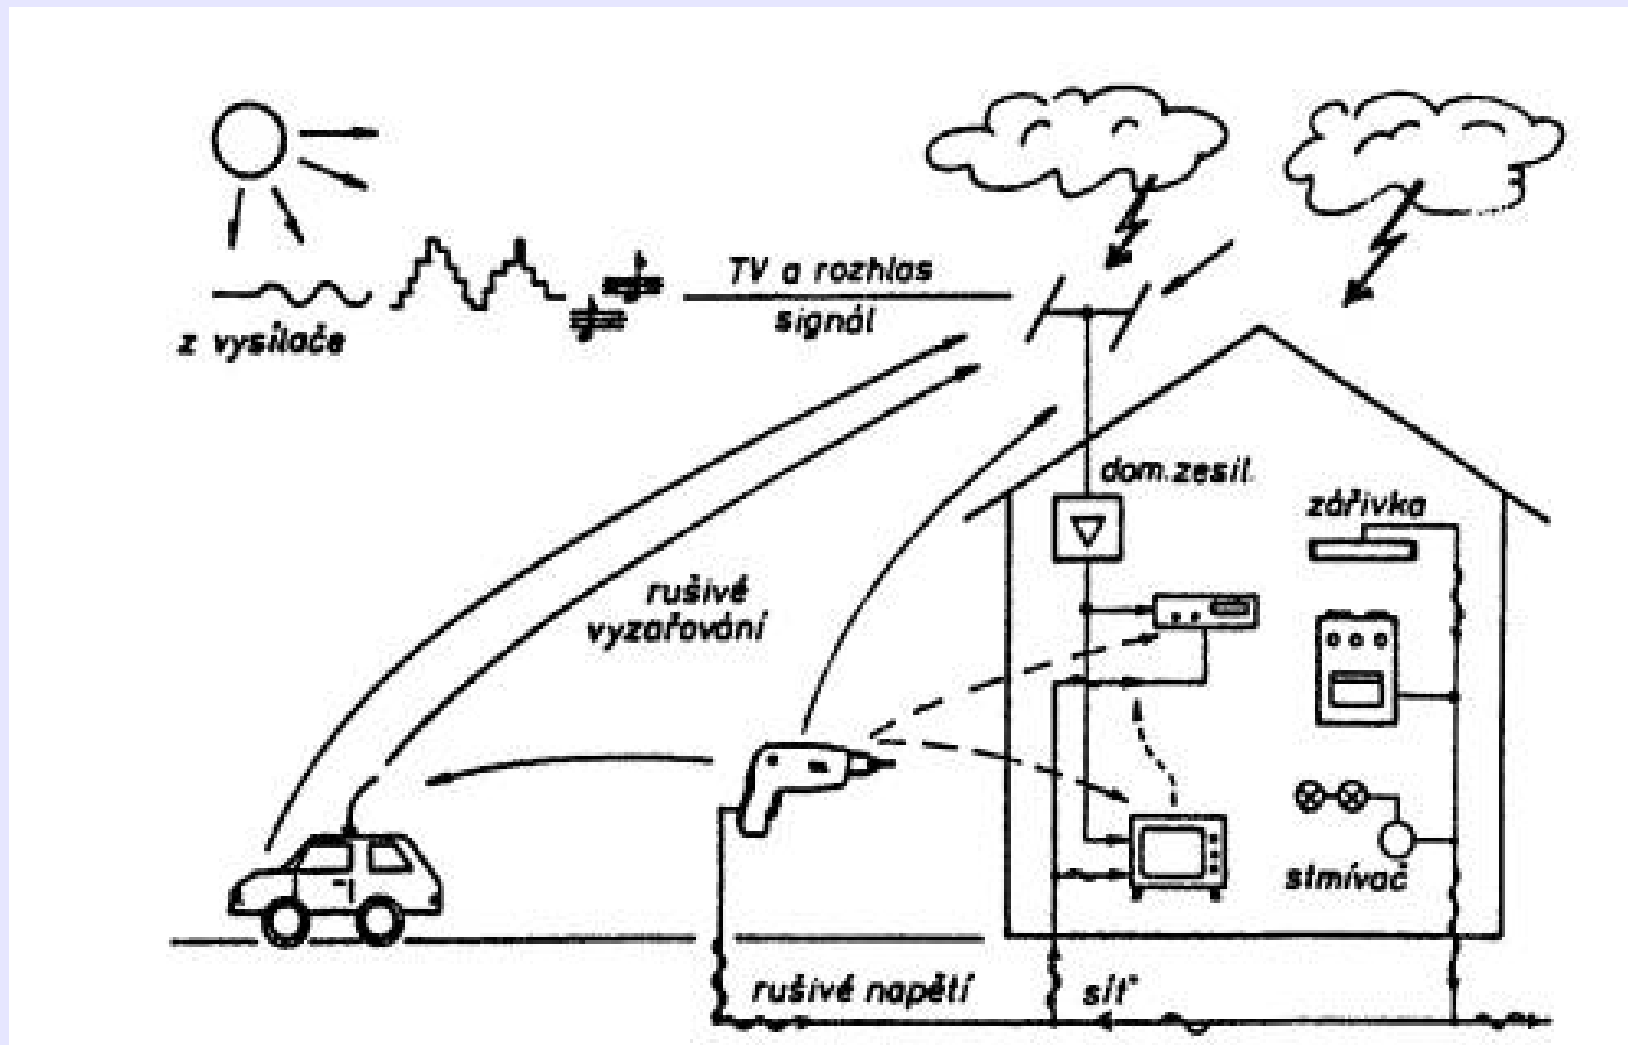 TV a rozhlas
signál
z vysílače
dom. zesil.
zářivka
rušivé
vyzařování
stmívač
rušivé napětí
síť